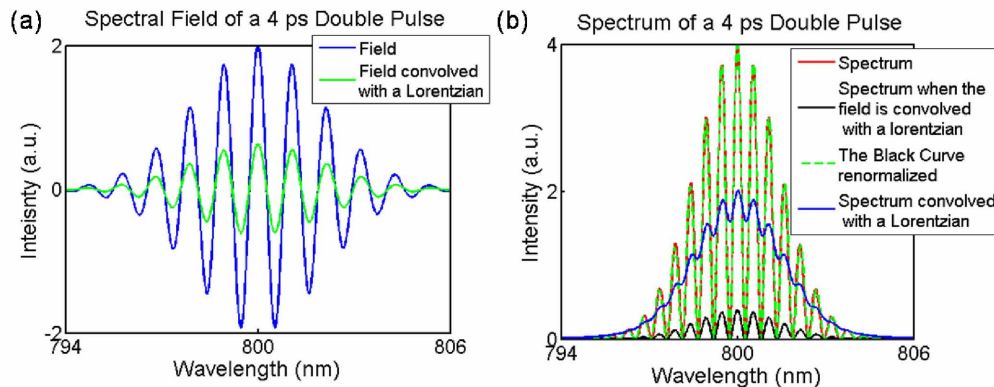 (a)
Spectral Field of a 4 ps Double Pulse
Field
Field convolved
with a Lorentzian
2
0
-2
Inteisnty (a.u.)
794
800
806
Wavelength (nm)
(b)
Spectrum of a 4 ps Double Pulse
Spectrum
Spectrum when the
field is convolved
with a lorentzian
The Black Curve
renormalized
Spectrum convolved
with a Lorentzian
4
2
0
Intensity (a.u.)
794
800
806
Wavelength (nm)